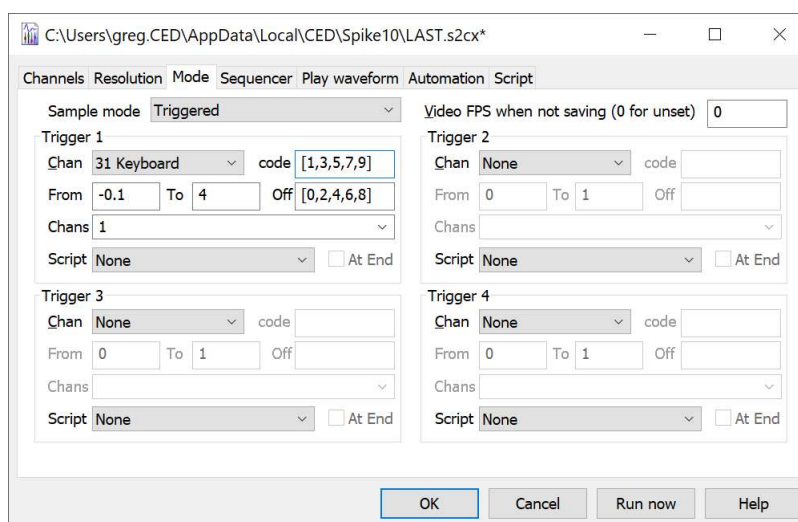 C:\Users\greg.CED\AppData\Local\CED\Spike10\LAST.s2cx*
Channels Resolution Mode Sequencer Play waveform Automation Script
Sample mode Triggered Video FPS when not saving (0 for unset) 0
Trigger 1
Chan 31 Keyboard code [1,3,5,7,9]
From -0.1 To 4 Off [0,2,4,6,8]
Chans 1
Script None At End
Trigger 2
Chan None code
From 0 To 1 Off
Chans
Script None At End
Trigger 3
Chan None code
From 0 To 1 Off
Chans
Script None At End
Trigger 4
Chan None code
From 0 To 1 Off
Chans
Script None At End
OK Cancel Run now Help